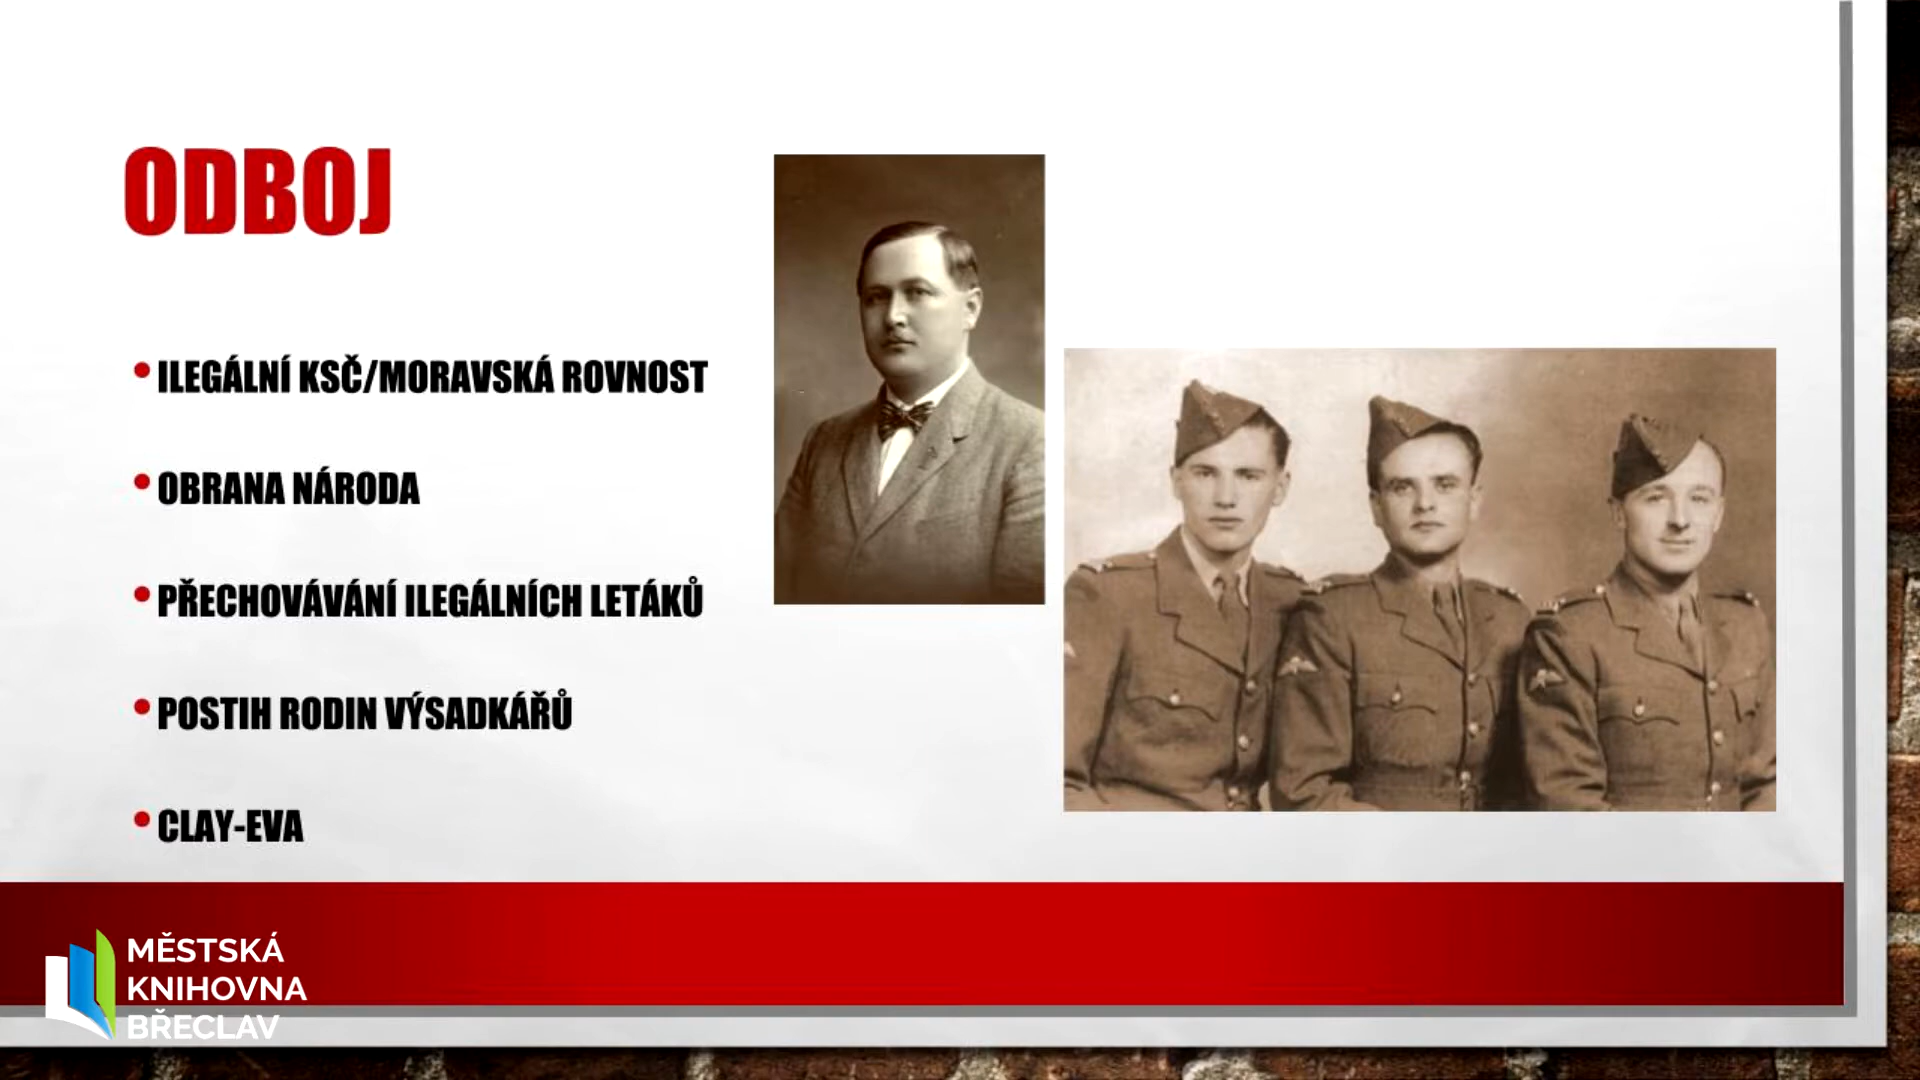 ODBOJ
•ILEGÁLNÍ KSČ/MORAVSKÁ ROVNOST
•OBRANA NÁRODA
•PŘECHOVÁVÁNÍ ILEGÁLNÍCH LETÁKŮ
•POSTIH RODIN VÝSADKÁŘŮ
•CLAY-EVA
MĚSTSKÁ
KNIHOVNA
BŘECLAV